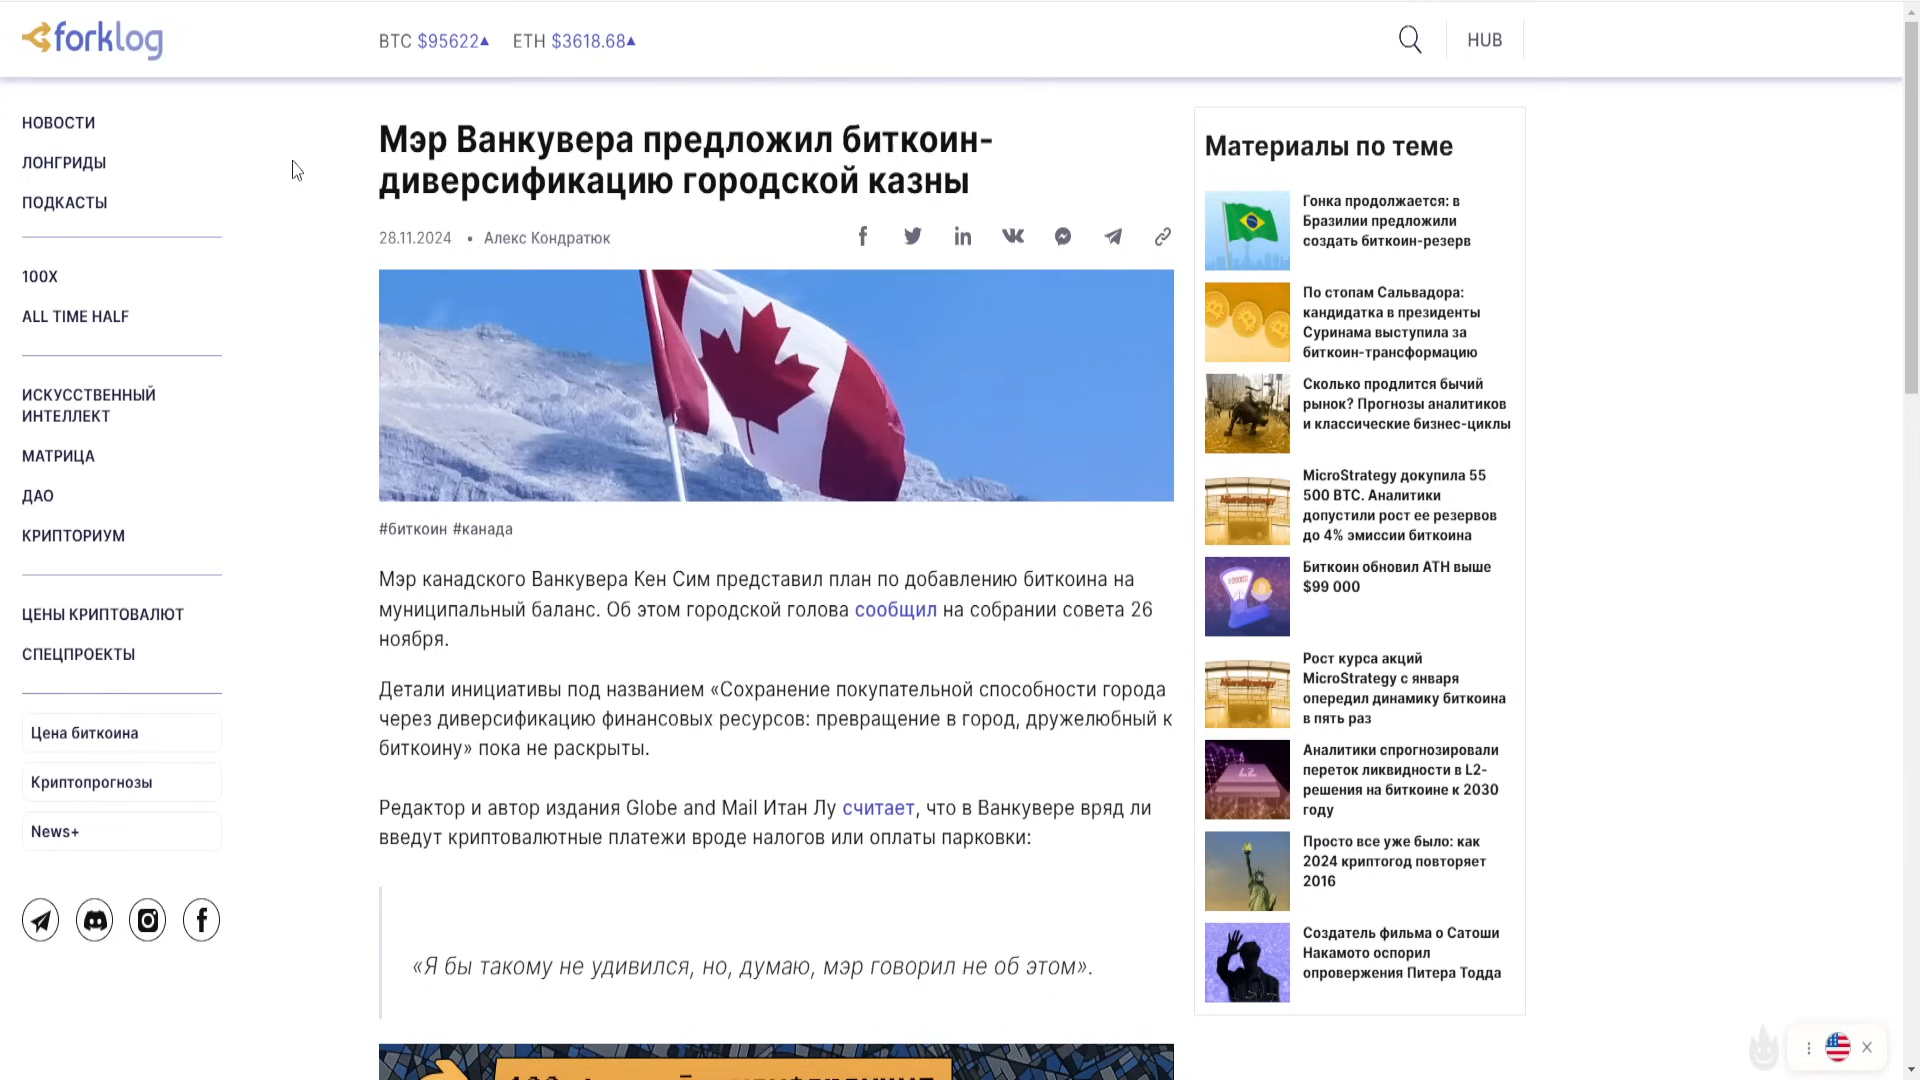 forklog
BTC $95622▲ ETH $3618.68▲
HUB
НОВОСТИ
ЛОНГРИДЫ
ПОДКАСТЫ
100X
ALL TIME HALF
ИСКУССТВЕННЫЙ
ИНТЕЛЛЕКТ
МАТРИЦА
ДАО
КРИПТОРИУМ
ЦЕНЫ КРИПТОВАЛЮТ
СПЕЦПРОЕКТЫ
Цена биткоина
Криптопрогнозы
News+
Мэр Ванкувера предложил биткоин-
диверсификацию городской казны
28.11.2024 • Алекс Кондратюк
#биткоин #канада
Мэр канадского Ванкувера Кен Сим представил план по добавлению биткоина на
муниципальный баланс. Об этом городской голова сообщил на собрании совета 26
ноября.
Детали инициативы под названием «Сохранение покупательной способности города
через диверсификацию финансовых ресурсов: превращение в город, дружелюбный к
биткоину» пока не раскрыты.
Редактор и автор издания Globe and Mail Итан Лу считает, что в Ванкувере вряд ли
введут криптовалютные платежи вроде налогов или оплаты парковки:
«Я бы такому не удивился, но, думаю, мэр говорил не об этом».
Материалы по теме
Гонка продолжается: в
Бразилии предложили
создать биткоин-резерв
По стопам Сальвадора:
кандидатка в президенты
Суринама выступила за
биткоин-трансформацию
Сколько продлится бычий
рынок? Прогнозы аналитиков
и классические бизнес-циклы
MicroStrategy докупила 55
500 BTC. Аналитики
допустили рост ее резервов
до 4% эмиссии биткоина
Биткоин обновил ATH выше
$99 000
Рост курса акций
MicroStrategy с января
опередил динамику биткоина
в пять раз
Аналитики спрогнозировали
переток ликвидности в L2-
решения на биткоине к 2030
году
L2
Просто все уже было: как
2024 криптогод повторяет
2016
Создатель фильма о Сатоши
Накамото оспорил
опровержения Питера Тодда